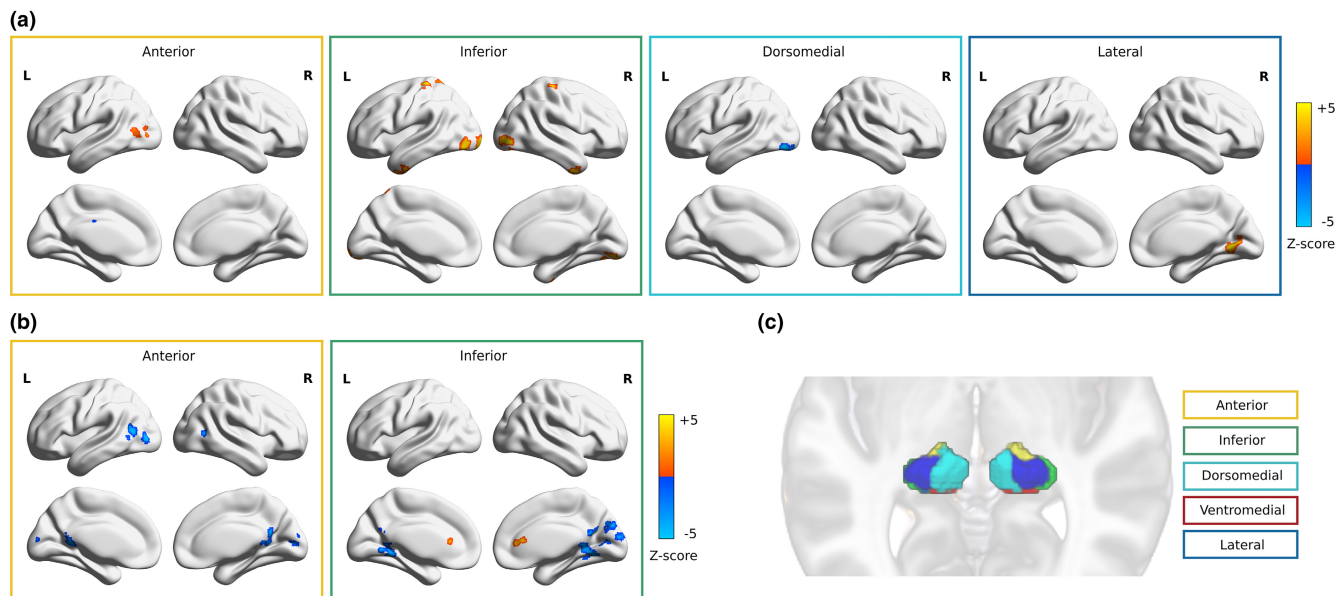 (a)
Anterior
L
R
Inferior
L
R
Dorsomedial
L
R
Lateral
L
R
+5
-5
Z-score
(b)
Anterior
L
R
Inferior
L
R
+5
-5
Z-score
(c)
Anterior
Inferior
Dorsomedial
Ventromedial
Lateral